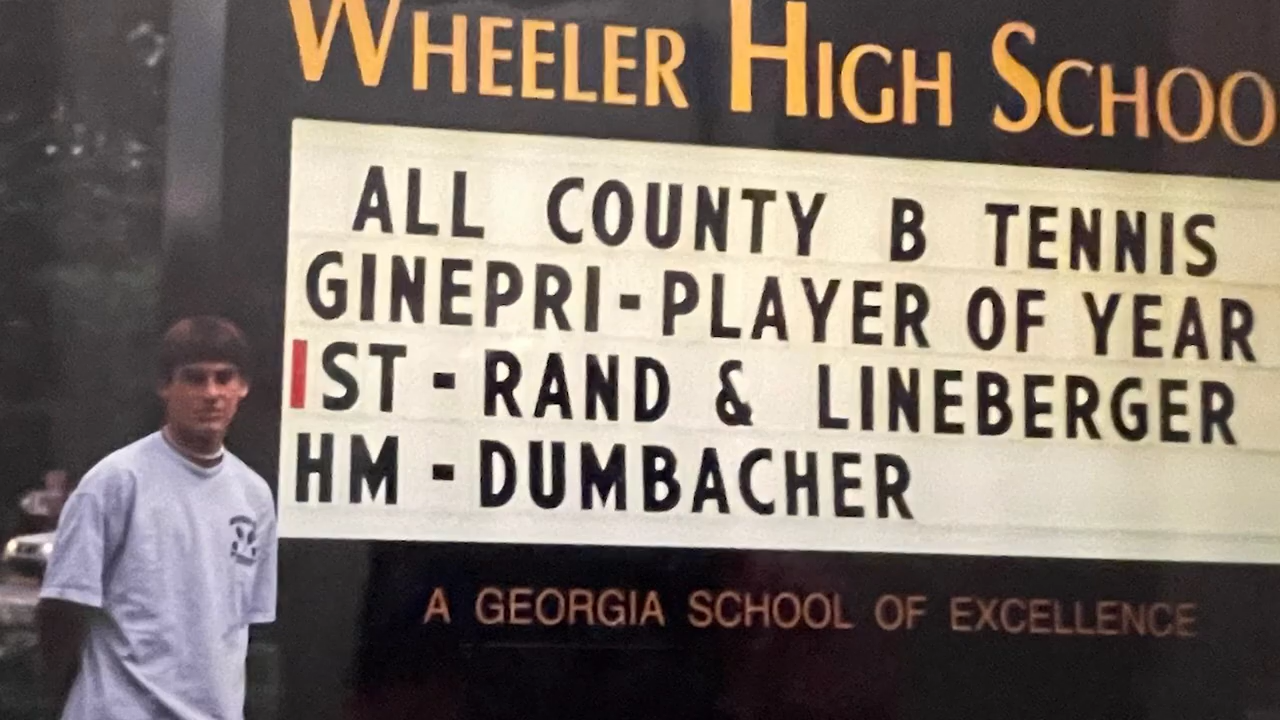 WHEELER HIGH SCHOO
ALL COUNTY B TENNIS
GINEPRI-PLAYER OF YEAR
1ST - RAND & LINEBERGER
HM - DUMBACHER
A GEORGIA SCHOOL OF EXCELLENCE